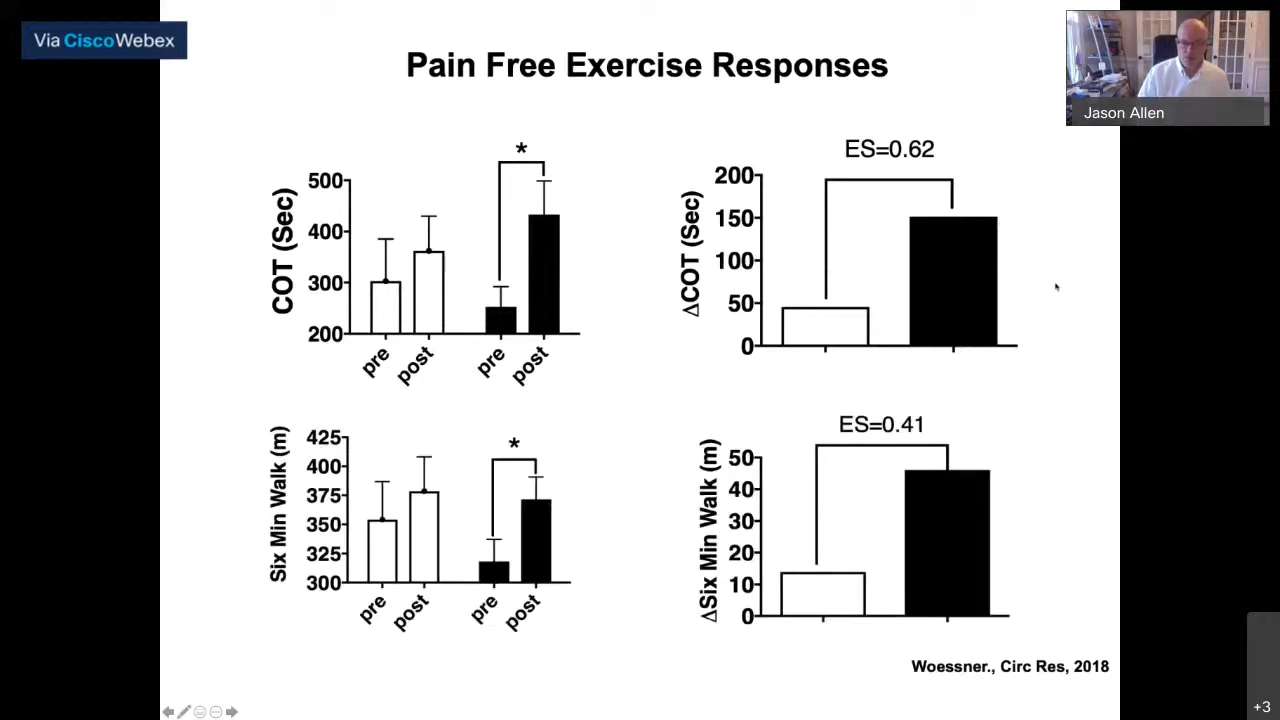 Via CiscoWebex
Pain Free Exercise Responses
Jason Allen
COT (Sec)
500
400
300
200
*
pre
post
pre
post
ES=0.62
ΔCOT (Sec)
200
150
100
50
0
Six Min Walk (m)
425
400
375
350
325
300
*
pre
post
pre
post
ES=0.41
ΔSix Min Walk (m)
50
40
30
20
10
0
Woessner., Circ Res, 2018
+3